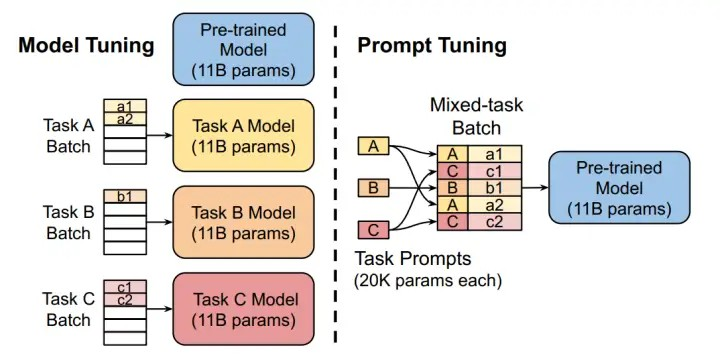 Model Tuning
Pre-trained
Model
(11B params)
Task A
Batch
a1
a2
Task A Model
(11B params)
Task B
Batch
b1
Task B Model
(11B params)
Task C
Batch
c1
c2
Task C Model
(11B params)
Prompt Tuning
Mixed-task
Batch
A
B
C
A a1
C c1
B b1
A a2
C c2
Task Prompts
(20K params each)
Pre-trained
Model
(11B params)